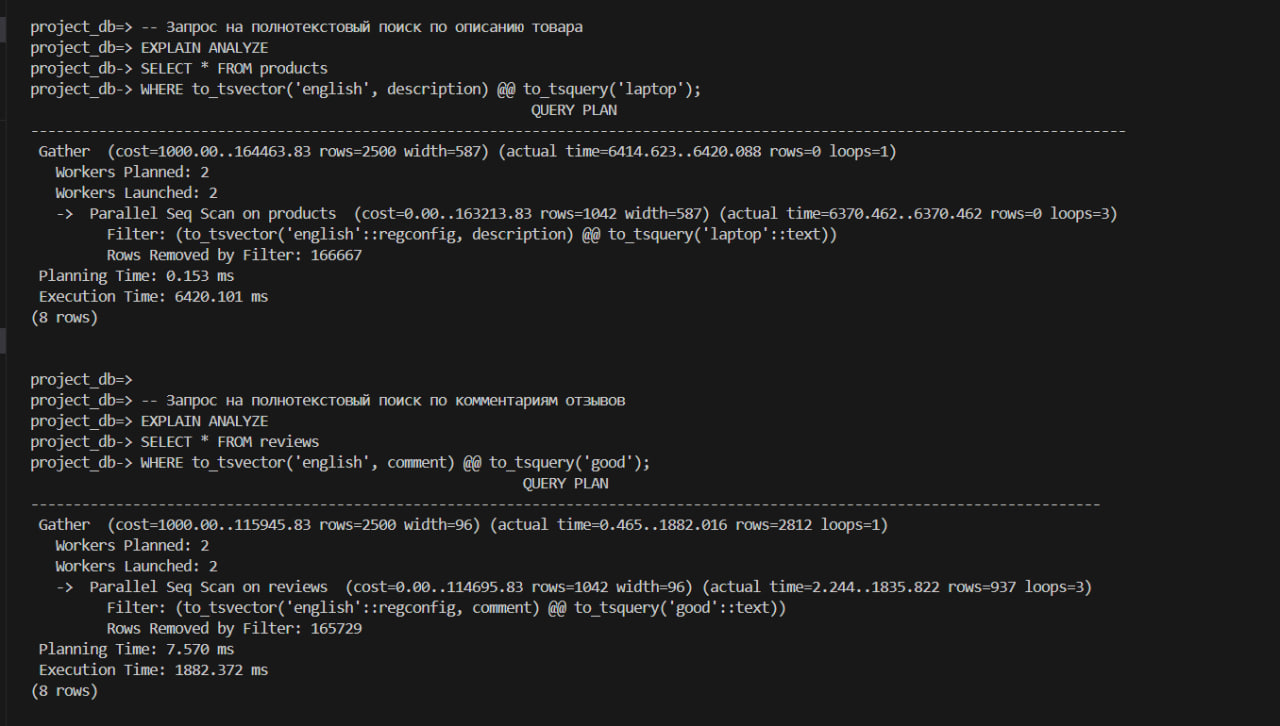 project_db=> -- Запрос на полнотекстовый поиск по описанию товара
project_db=> EXPLAIN ANALYZE
project_db-> SELECT * FROM products
project_db-> WHERE to_tsvector('english', description) @@ to_tsquery('laptop');
QUERY PLAN
---------------------------------------------------------------------------------------------------------------------------------
Gather  (cost=1000.00..164463.83 rows=2500 width=587) (actual time=6414.623..6420.088 rows=0 loops=1)
Workers Planned: 2
Workers Launched: 2
->  Parallel Seq Scan on products  (cost=0.00..163213.83 rows=1042 width=587) (actual time=6370.462..6370.462 rows=0 loops=3)
Filter: (to_tsvector('english'::regconfig, description) @@ to_tsquery('laptop'::text))
Rows Removed by Filter: 166667
Planning Time: 0.153 ms
Execution Time: 6420.101 ms
(8 rows)
project_db=>
project_db=> -- Запрос на полнотекстовый поиск по комментариям отзывов
project_db=> EXPLAIN ANALYZE
project_db-> SELECT * FROM reviews
project_db-> WHERE to_tsvector('english', comment) @@ to_tsquery('good');
QUERY PLAN
------------------------------------------------------------------------------------------------------------------------------
Gather  (cost=1000.00..115945.83 rows=2500 width=96) (actual time=0.465..1882.016 rows=2812 loops=1)
Workers Planned: 2
Workers Launched: 2
->  Parallel Seq Scan on reviews  (cost=0.00..114695.83 rows=1042 width=96) (actual time=2.244..1835.822 rows=937 loops=3)
Filter: (to_tsvector('english'::regconfig, comment) @@ to_tsquery('good'::text))
Rows Removed by Filter: 165729
Planning Time: 7.570 ms
Execution Time: 1882.372 ms
(8 rows)